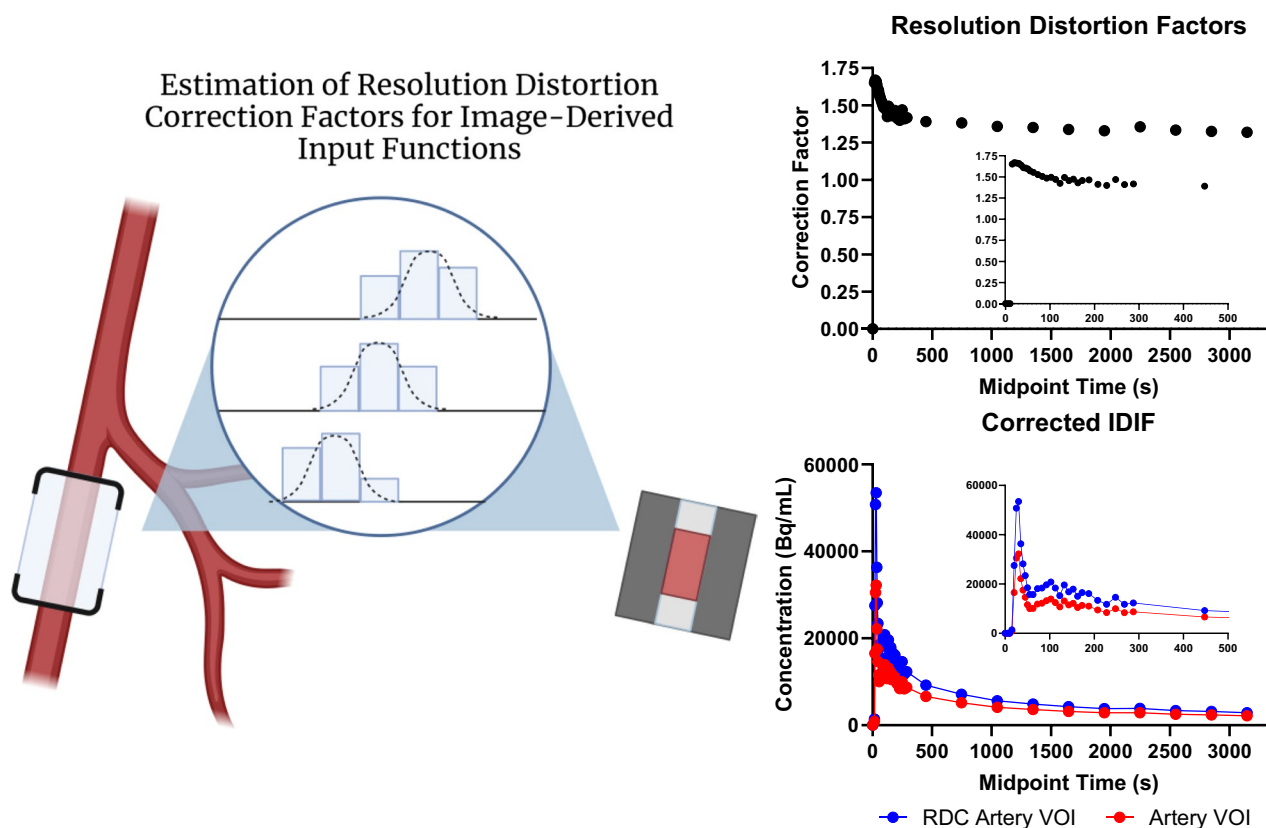 Estimation of Resolution Distortion
Correction Factors for Image-Derived
Input Functions
Resolution Distortion Factors
Correction Factor
1.75
1.50
1.25
1.00
0.75
0.50
0.25
0.00
0 500 1000 1500 2000 2500 3000
Midpoint Time (s)
1.75
1.50
1.25
1.00
0.75
0.50
0.25
0.00
0 100 200 300 400 500
Corrected IDIF
Concentration (Bq/mL)
60000
40000
20000
0
0 500 1000 1500 2000 2500 3000
Midpoint Time (s)
60000
40000
20000
0
0 100 200 300 400 500
RDC Artery VOI Artery VOI